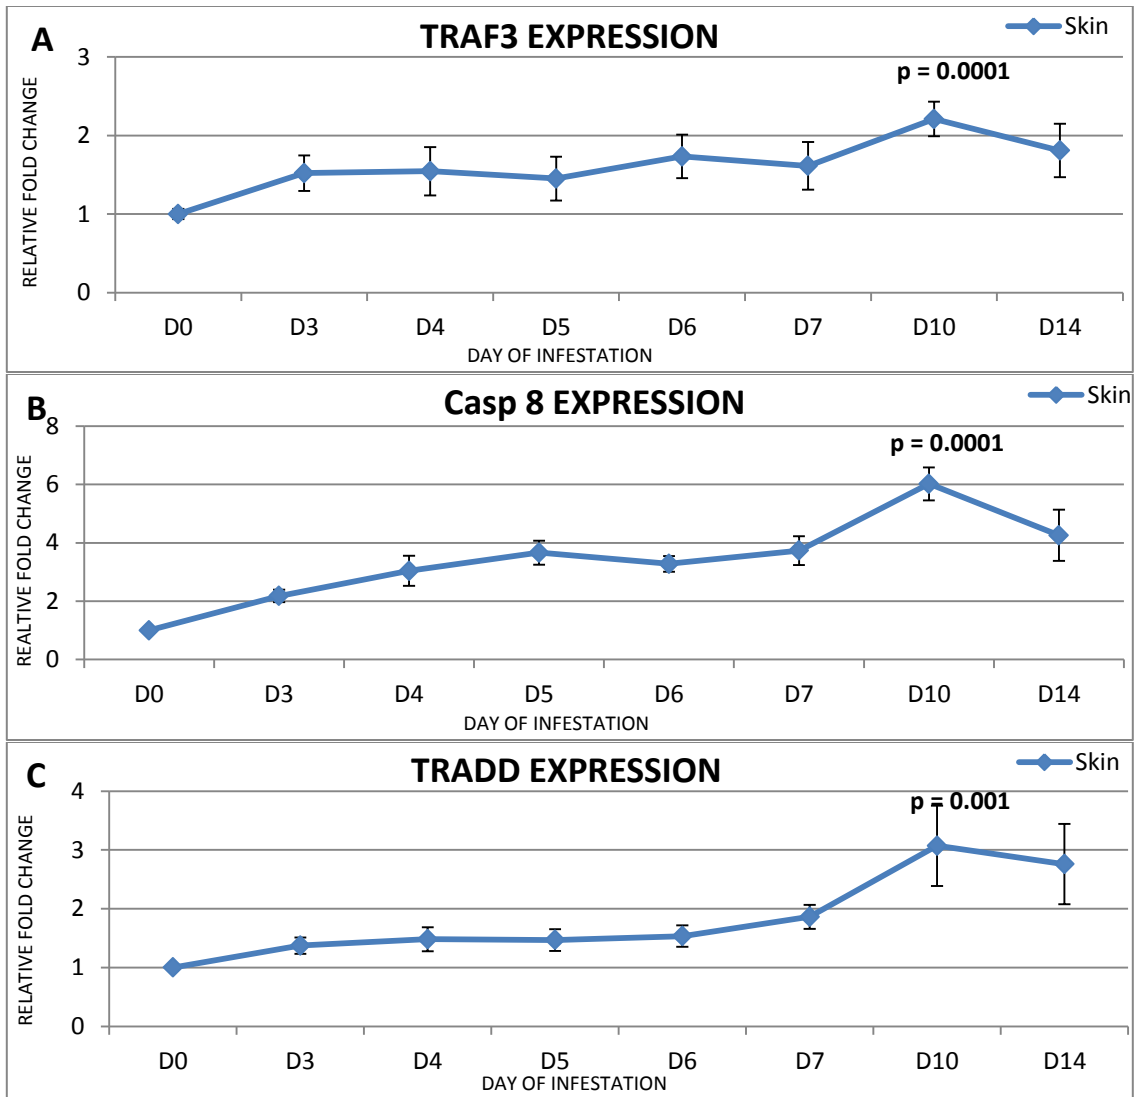 A
TRAF3 EXPRESSION
Skin
p = 0.0001
RELATIVE FOLD CHANGE
3
2
1
0
D0 D3 D4 D5 D6 D7 D10 D14
DAY OF INFESTATION
B
Casp 8 EXPRESSION
Skin
p = 0.0001
REALTIVE FOLD CHANGE
8
6
4
2
0
D0 D3 D4 D5 D6 D7 D10 D14
DAY OF INFESTATION
C
TRADD EXPRESSION
Skin
p = 0.001
RELATIVE FOLD CHANGE
4
3
2
1
0
D0 D3 D4 D5 D6 D7 D10 D14
DAY OF INFESTATION